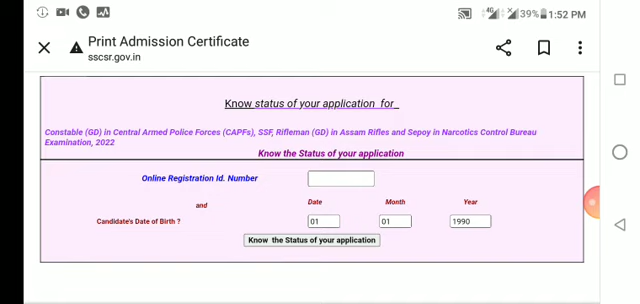 4G 39% 1:52 PM
Print Admission Certificate
sscsr.gov.in
Know status of your application for_
Constable (GD) in Central Armed Police Forces (CAPFs), SSF, Rifleman (GD) in Assam Rifles and Sepoy in Narcotics Control Bureau
Examination, 2022
Know the Status of your application
Online Registration Id. Number
and
Date Month Year
Candidate's Date of Birth ? 01 01 1990
Know the Status of your application